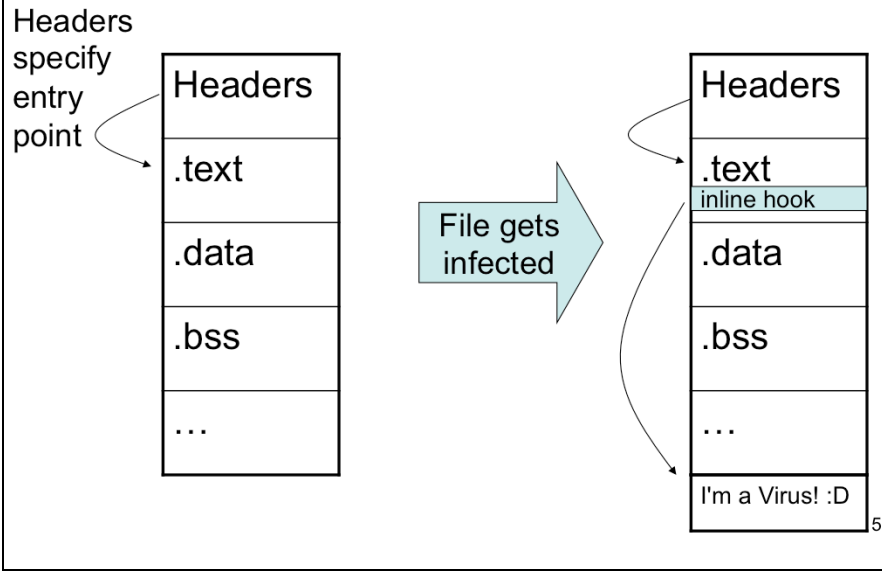 Headers
specify
entry
point
Headers
.text
.data
.bss
...
File gets
infected
Headers
.text
inline hook
.data
.bss
...
I'm a Virus! :D
5